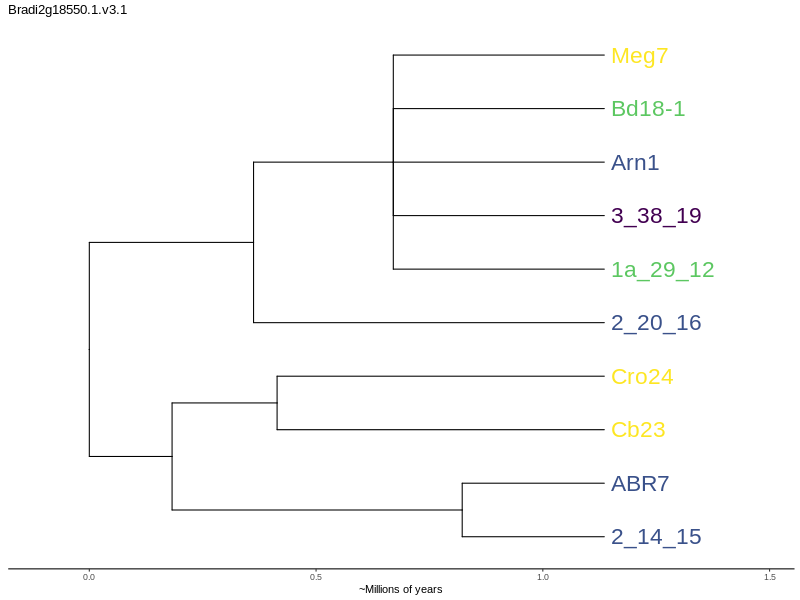 Bradi2g18550.1.v3.1
Meg7
Bd18-1
Arn1
3_38_19
1a_29_12
2_20_16
Cro24
Cb23
ABR7
2_14_15
0.0 0.5 1.0 1.5
~Millions of years